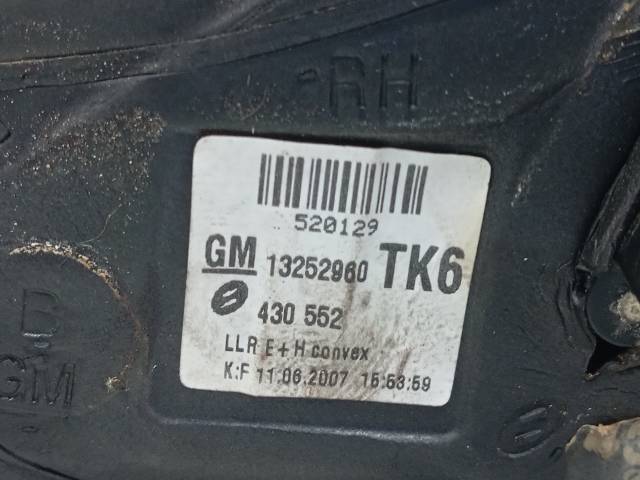 RH
520129
GM 13252960 TK6
430 552
LLR E+H convex
K:F 11.06.2007 15:53:59
B
GM